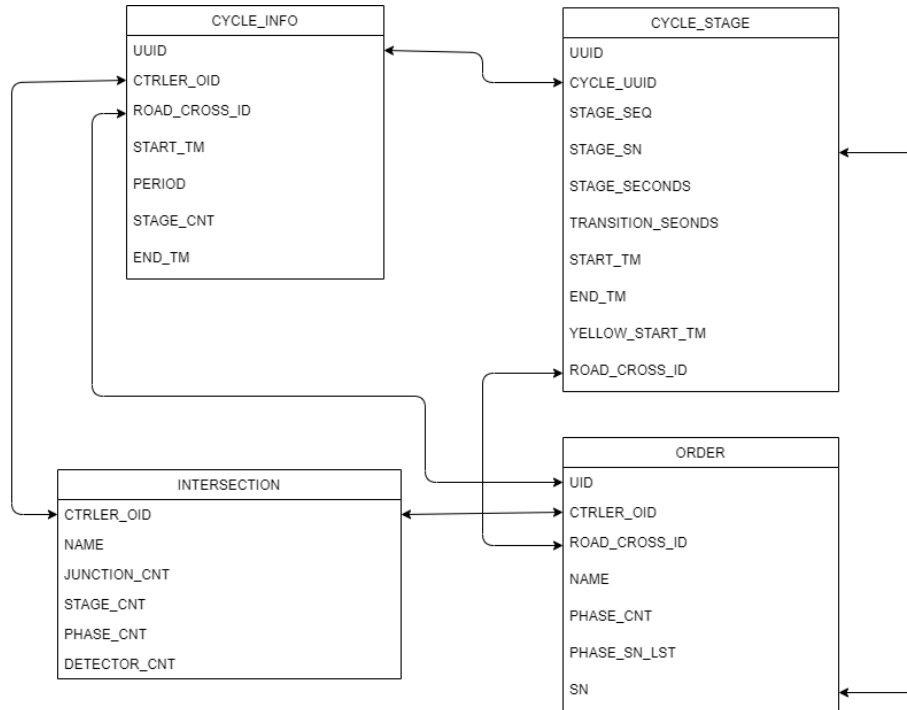 CYCLE_INFO
UUID
CTRLER_OID
ROAD_CROSS_ID
START_TM
PERIOD
STAGE_CNT
END_TM
CYCLE_STAGE
UUID
CYCLE_UUID
STAGE_SEQ
STAGE_SN
STAGE_SECONDS
TRANSITION_SEONDS
START_TM
END_TM
YELLOW_START_TM
ROAD_CROSS_ID
INTERSECTION
CTRLER_OID
NAME
JUNCTION_CNT
STAGE_CNT
PHASE_CNT
DETECTOR_CNT
ORDER
UID
CTRLER_OID
ROAD_CROSS_ID
NAME
PHASE_CNT
PHASE_SN_LST
SN